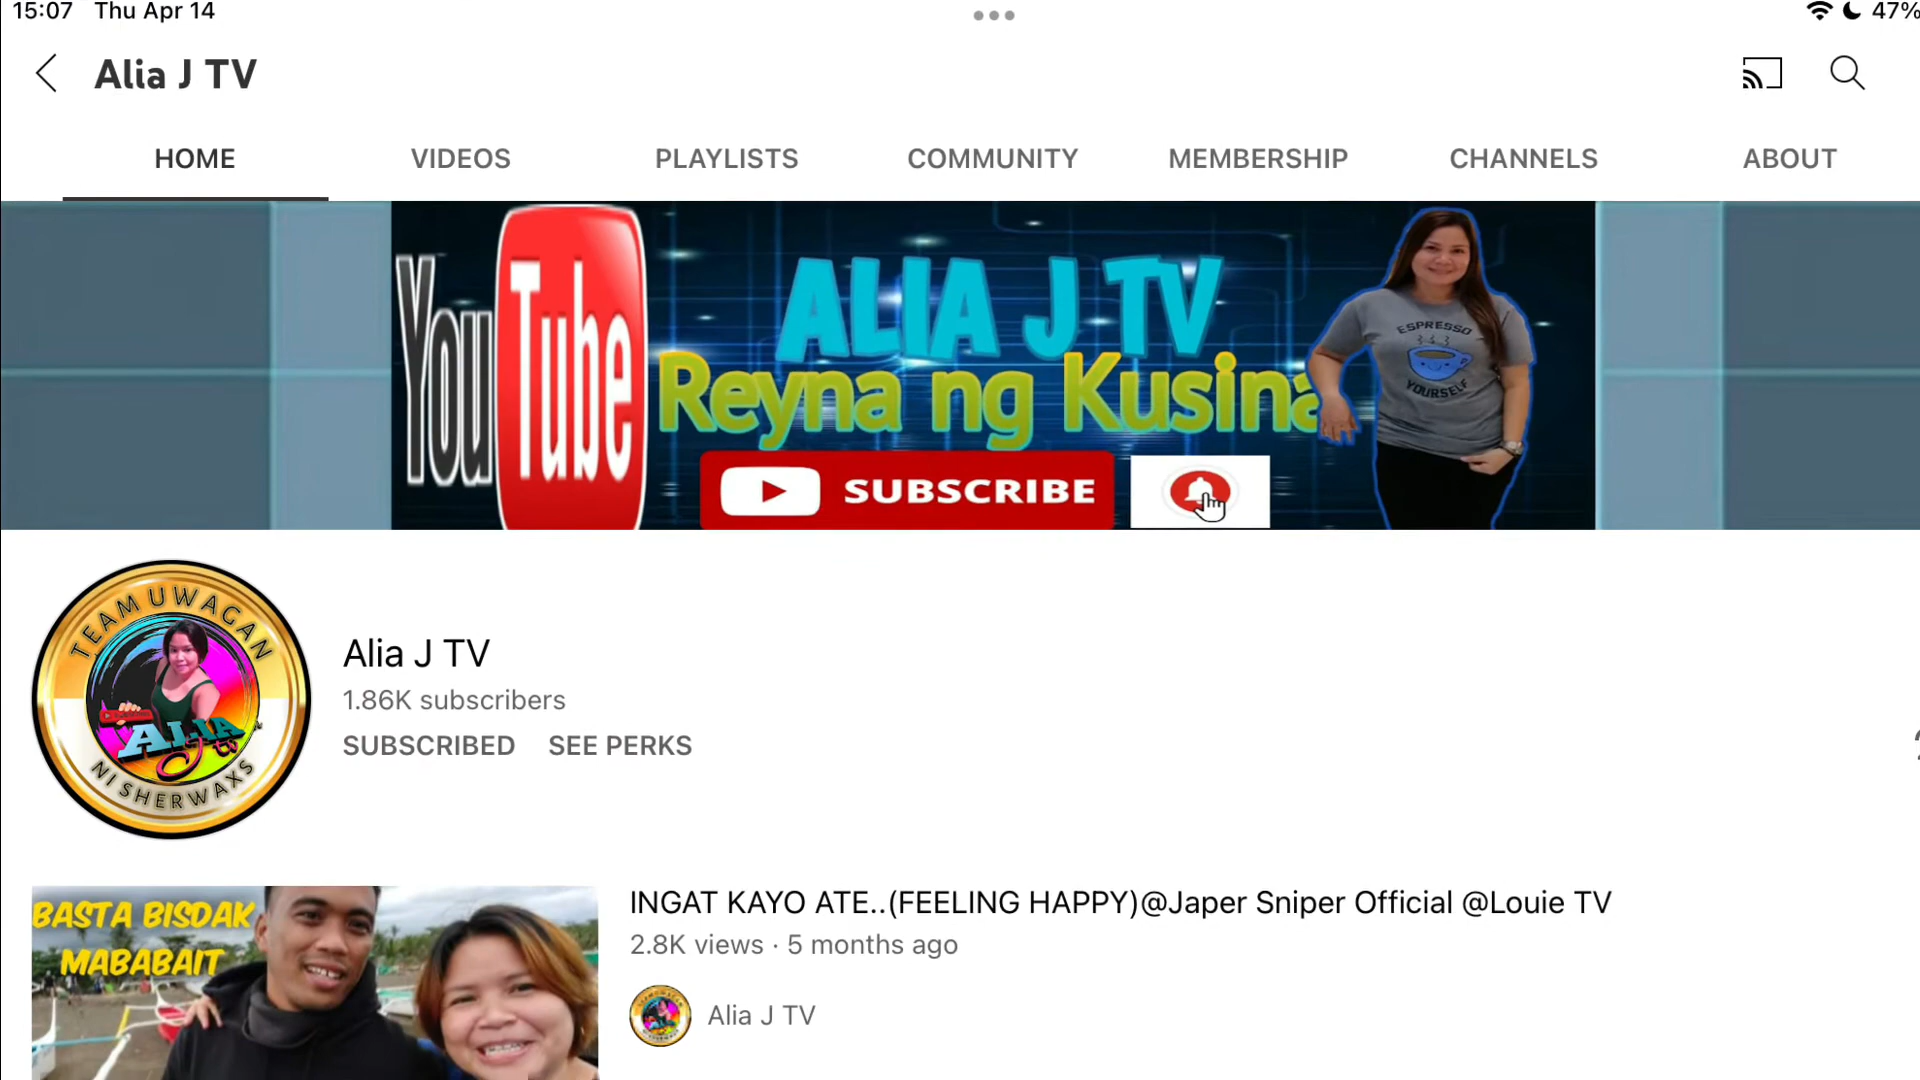 15:07 Thu Apr 14
47%
Alia J TV
HOME
VIDEOS
PLAYLISTS
COMMUNITY
MEMBERSHIP
CHANNELS
ABOUT
YouTube
ALIA J TV
Reyna ng Kusina
SUBSCRIBE
ESPRESSO
YOURSELF
TEAM UWAGAN
ALIA
J TV
NI SHERWAXS
Alia J TV
1.86K subscribers
SUBSCRIBED SEE PERKS
BASTA BISDAK
MABABAIT
INGAT KAYO ATE..(FEELING HAPPY)@Japer Sniper Official @Louie TV
2.8K views · 5 months ago
Alia J TV